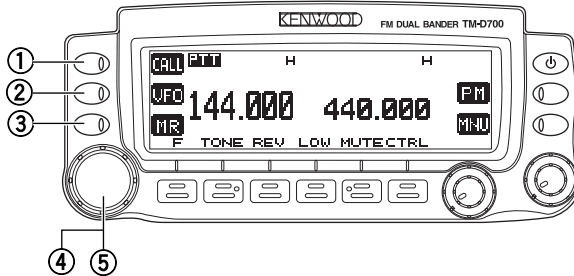 KENWOOD FM DUAL BANDER TM-D700
① CALL PTT H H
② VFO 144.000 440.000 PM
③ MR MNU
F TONE REV LOW MUTE CTRL
④ ⑤